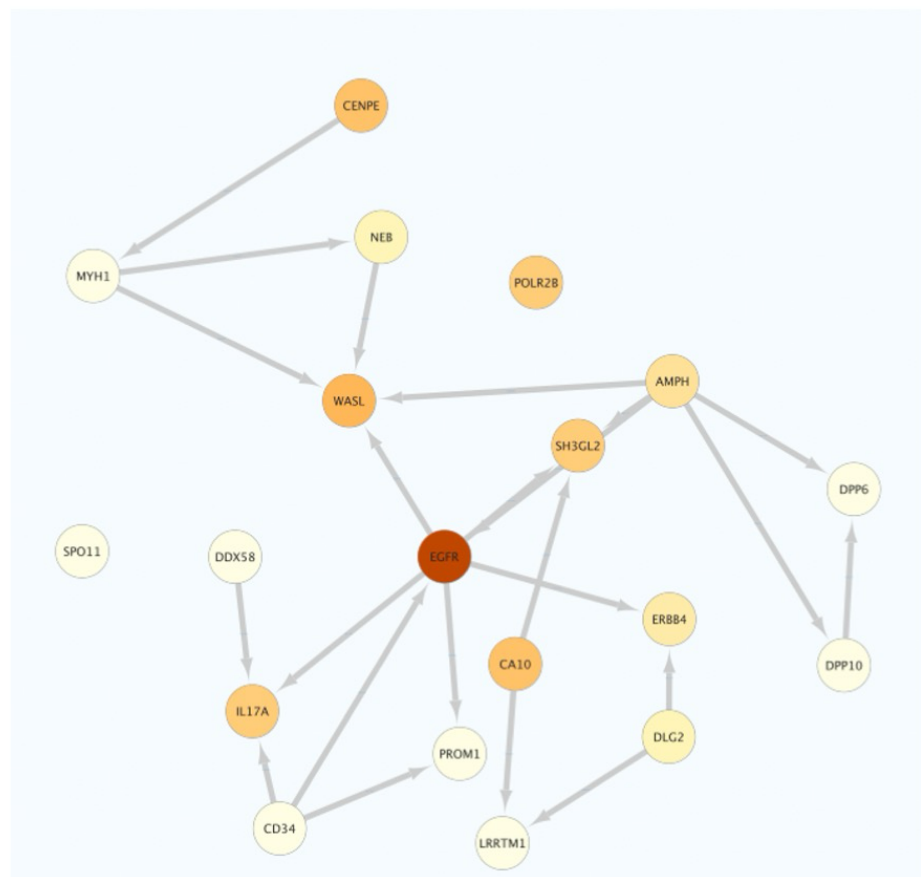 CENPE
NEB
MYH1
POLR2B
AMPH
WASL
SH3GL2
DPP6
SPO11
DDX58
EGFR
ERBB4
CA10
DPP10
IL17A
DLG2
PROM1
CD34
LRRTM1